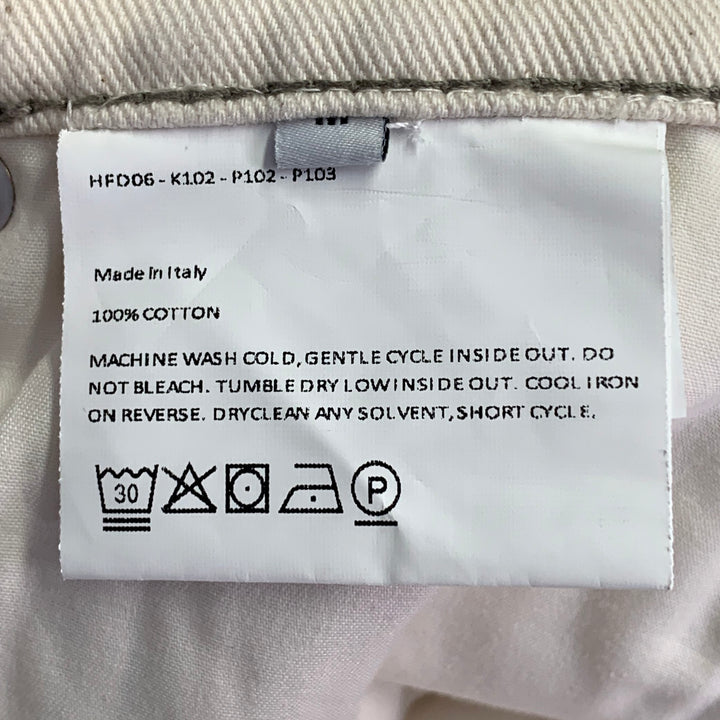 HFD06 - K102 - P102 - P103
Made in Italy
100% COTTON
MACHINE WASH COLD, GENTLE CYCLE INSIDE OUT. DO
NOT BLEACH. TUMBLE DRY LOW INSIDE OUT. COOL IRON
ON REVERSE. DRYCLEAN ANY SOLVENT, SHORT CYCLE.
30 P